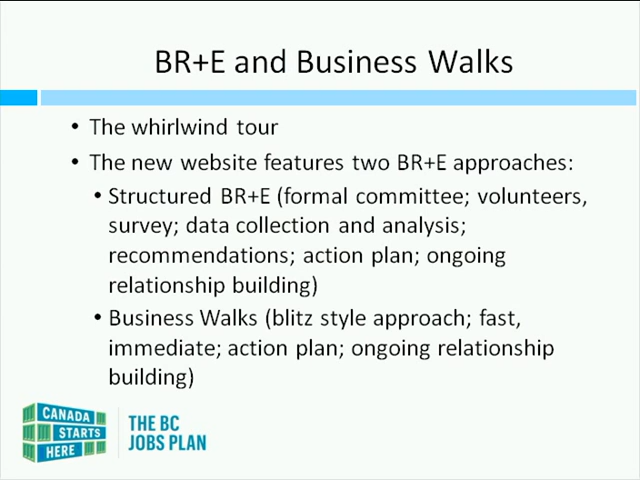 BR+E and Business Walks
• The whirlwind tour
• The new website features two BR+E approaches:
• Structured BR+E (formal committee; volunteers,
survey; data collection and analysis;
recommendations; action plan; ongoing
relationship building)
• Business Walks (blitz style approach; fast,
immediate; action plan; ongoing relationship
building)
CANADA
STARTS
HERE
THE BC
JOBS PLAN